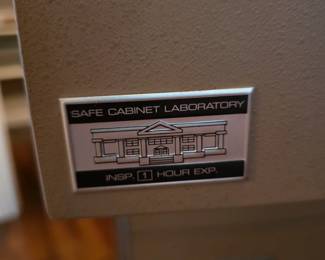 SAFE CABINET LABORATORY
INSP. 1 HOUR EXP.